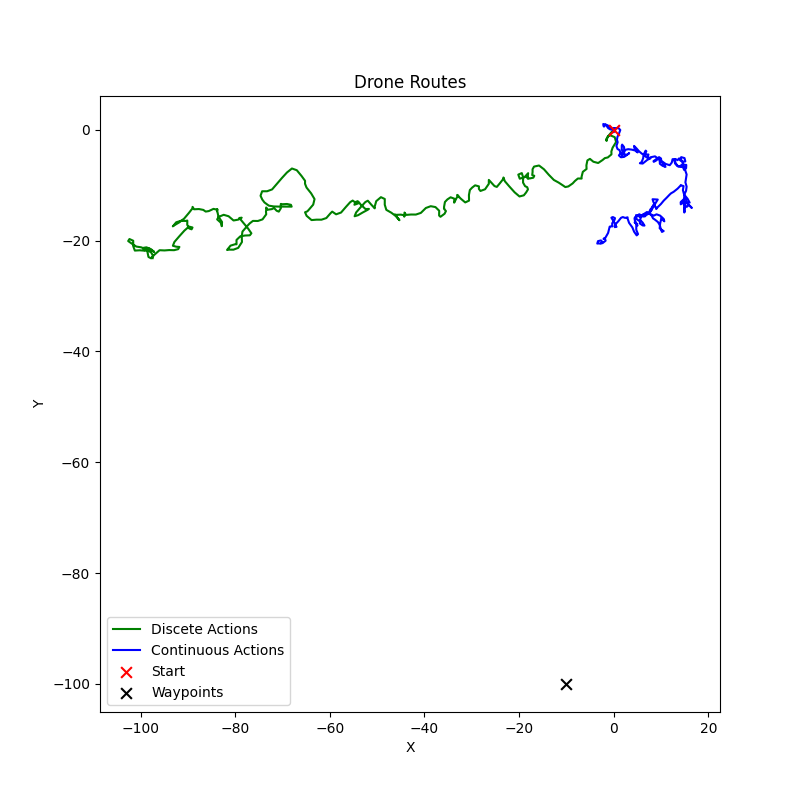 Drone Routes
0
−20
−40
−60
−80
−100
Y
Discete Actions
Continuous Actions
Start
Waypoints
−100 −80 −60 −40 −20 0 20
X